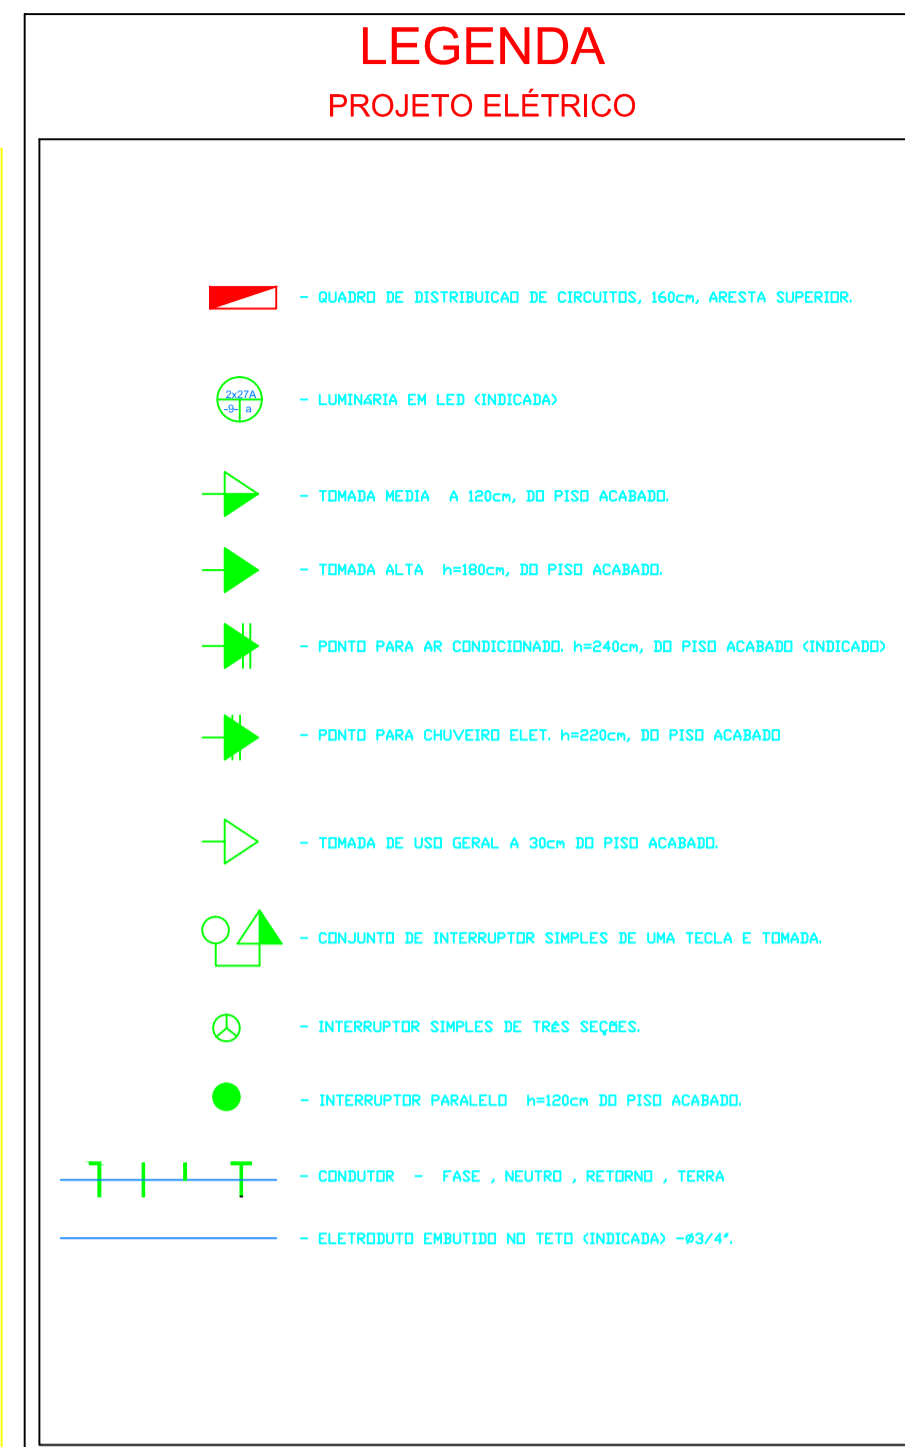 LEGENDA
PROJETO ELÉTRICO
- QUADRO DE DISTRIBUICAO DE CIRCUITOS, 160cm, ARESTA SUPERIOR.
2x27A
-9- a
- LUMINÁRIA EM LED (INDICADA)
- TOMADA MEDIA A 120cm, DO PISO ACABADO.
- TOMADA ALTA h=180cm, DO PISO ACABADO.
- PONTO PARA AR CONDICIONADO. h=240cm, DO PISO ACABADO (INDICADO)
- PONTO PARA CHUVEIRO ELET. h=220cm, DO PISO ACABADO
- TOMADA DE USO GERAL A 30cm DO PISO ACABADO.
- CONJUNTO DE INTERRUPTOR SIMPLES DE UMA TECLA E TOMADA.
- INTERRUPTOR SIMPLES DE TRÊS SEÇÕES.
- INTERRUPTOR PARALELO h=120cm DO PISO ACABADO.
- CONDUTOR - FASE , NEUTRO , RETORNO , TERRA
- ELETRODUTO EMBUTIDO NO TETO (INDICADA) -Ø3/4".